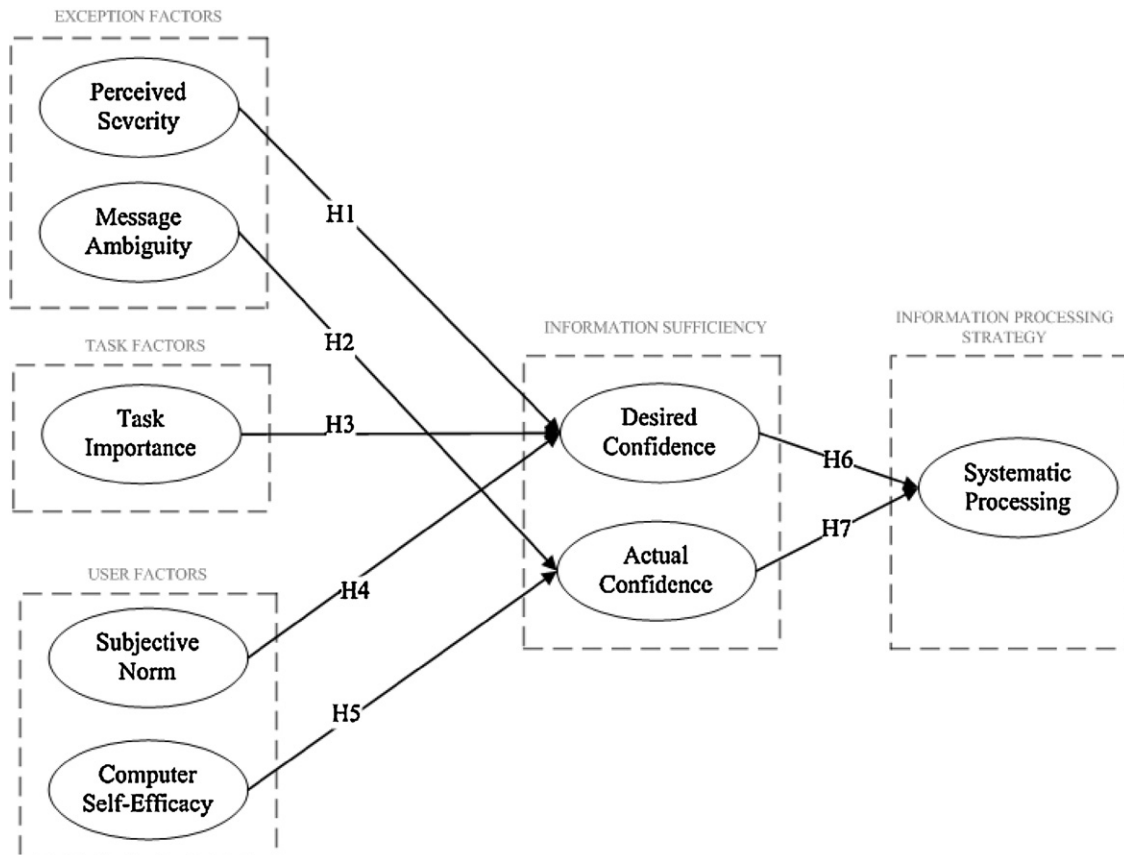 EXCEPTION FACTORS
Perceived
Severity
Message
Ambiguity
H1
H2
TASK FACTORS
Task
Importance
H3
INFORMATION SUFFICIENCY
Desired
Confidence
Actual
Confidence
INFORMATION PROCESSING
STRATEGY
H6
H7
Systematic
Processing
USER FACTORS
Subjective
Norm
H4
Computer
Self-Efficacy
H5